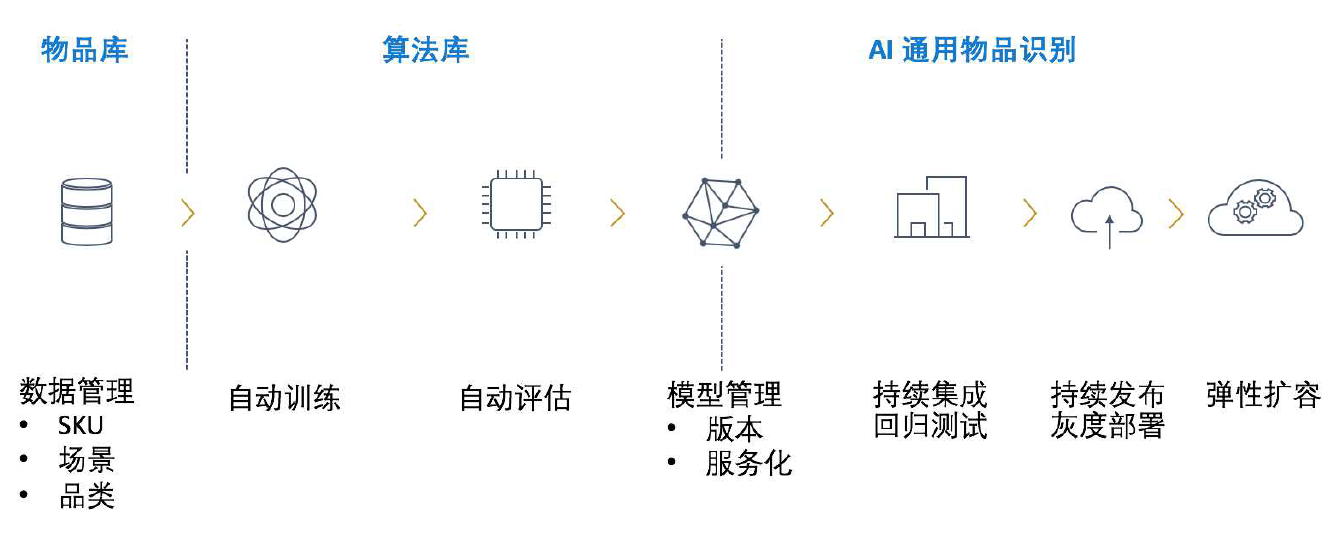 物品库
算法库
AI 通用物品识别
数据管理
• SKU
• 场景
• 品类
自动训练
自动评估
模型管理
• 版本
• 服务化
持续集成
回归测试
持续发布
灰度部署
弹性扩容